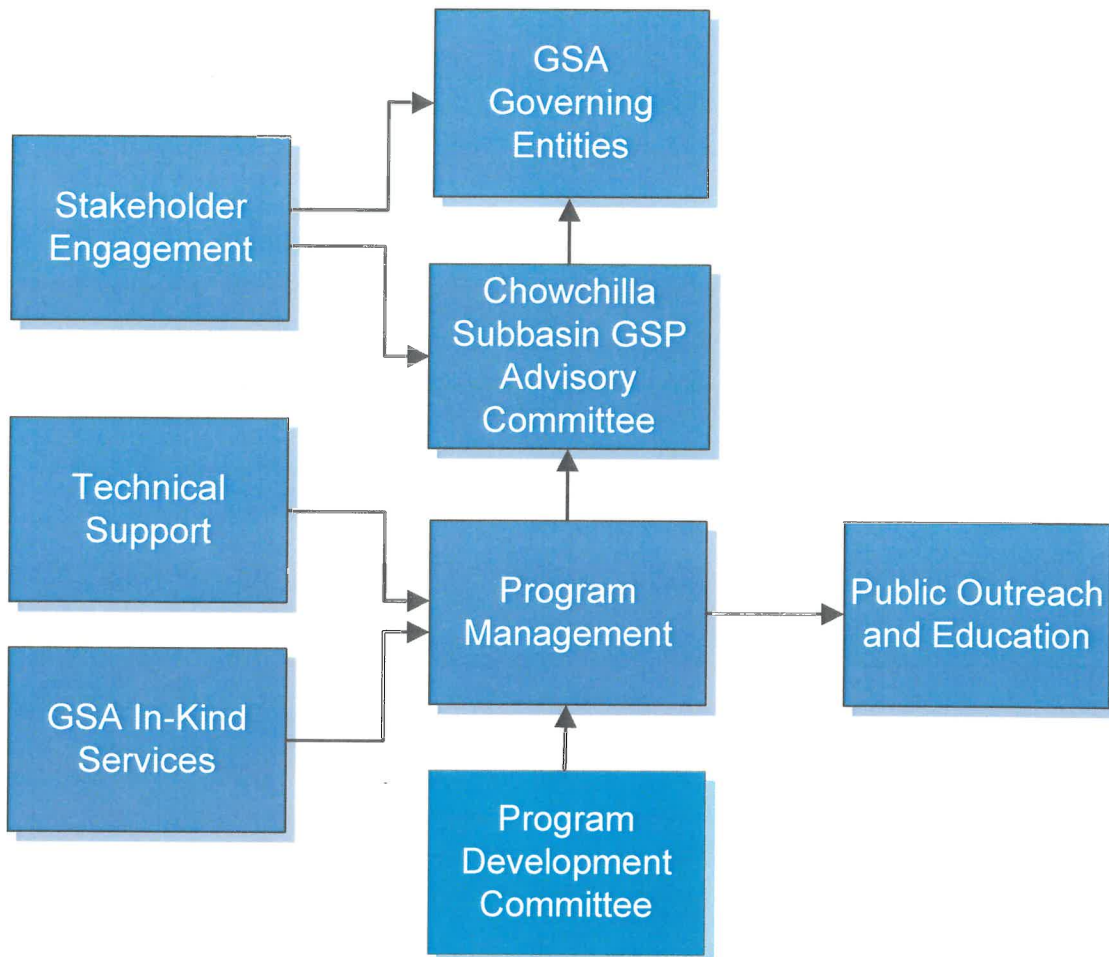 GSA
Governing
Entities
Stakeholder
Engagement
Chowchilla
Subbasin GSP
Advisory
Committee
Technical
Support
Program
Management
Public Outreach
and Education
GSA In-Kind
Services
Program
Development
Committee